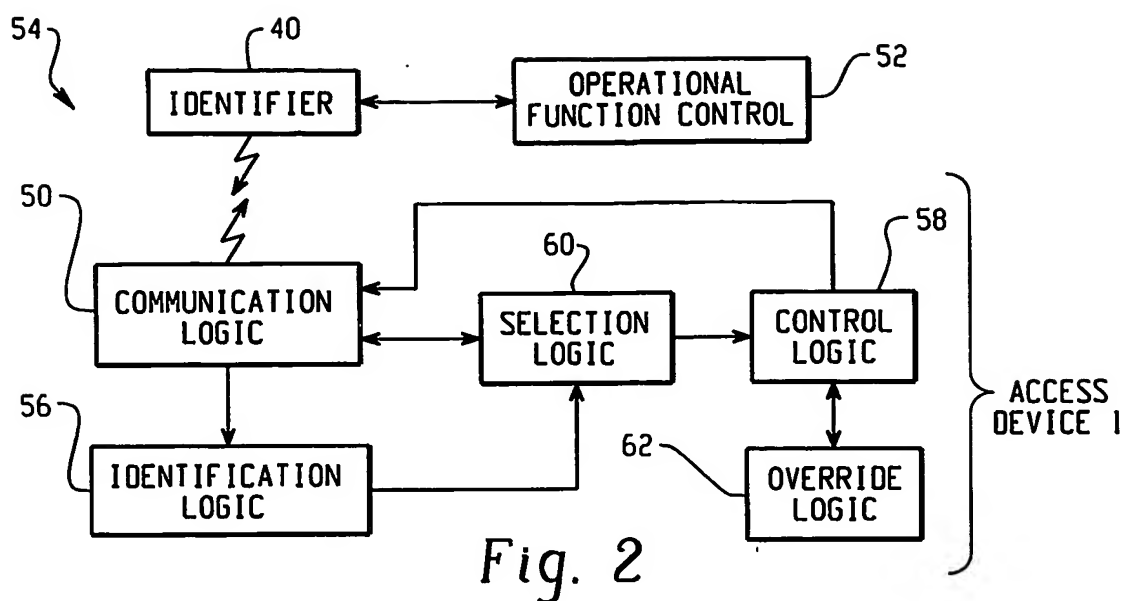 54
40
IDENTIFIER
OPERATIONAL
FUNCTION CONTROL
52
50
COMMUNICATION
LOGIC
60
SELECTION
LOGIC
58
CONTROL
LOGIC
ACCESS
DEVICE 1
56
IDENTIFICATION
LOGIC
62
OVERRIDE
LOGIC
Fig. 2